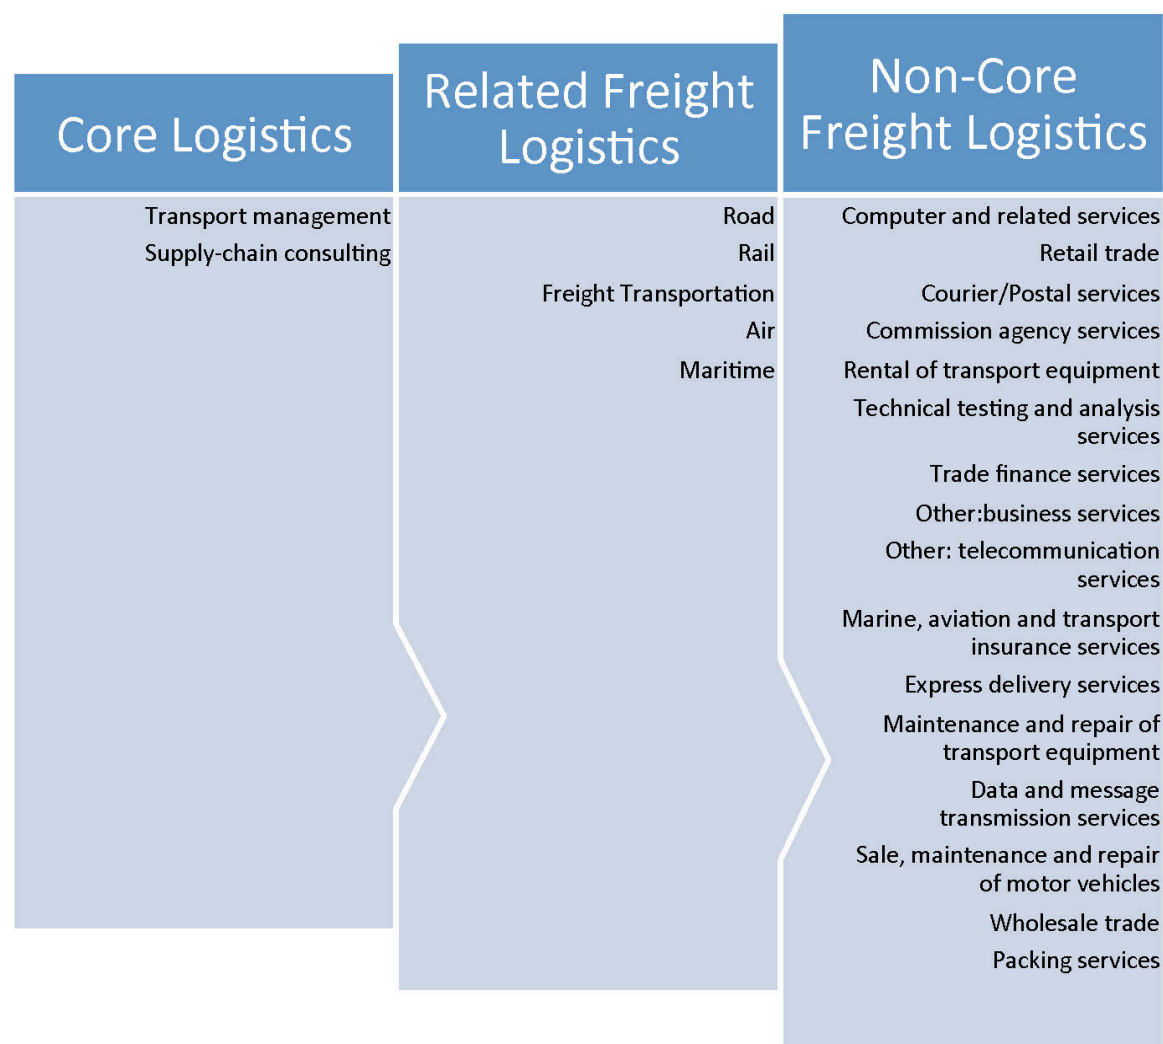 Core Logistics
Transport management
Supply-chain consulting
Related Freight
Logistics
Road
Rail
Freight Transportation
Air
Maritime
Non-Core
Freight Logistics
Computer and related services
Retail trade
Courier/Postal services
Commission agency services
Rental of transport equipment
Technical testing and analysis
services
Trade finance services
Other:business services
Other: telecommunication
services
Marine, aviation and transport
insurance services
Express delivery services
Maintenance and repair of
transport equipment
Data and message
transmission services
Sale, maintenance and repair
of motor vehicles
Wholesale trade
Packing services